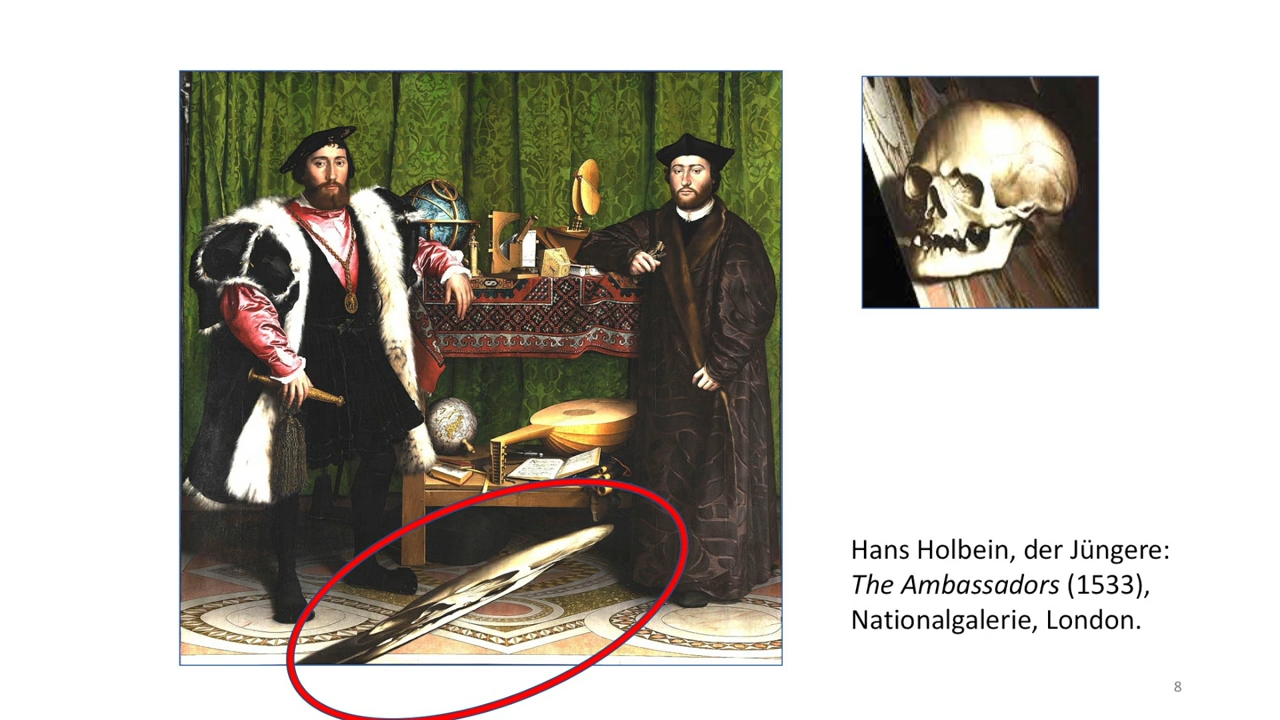 Hans Holbein, der Jüngere:
The Ambassadors (1533),
Nationalgalerie, London.
8